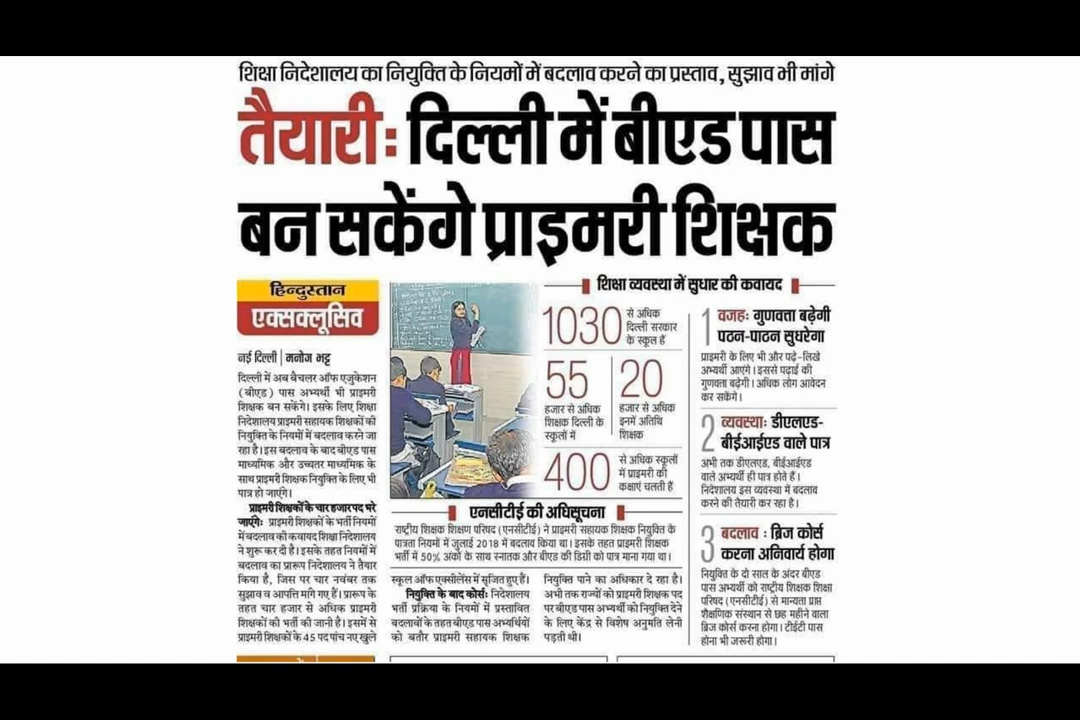 शिक्षा निदेशालय का नियुक्ति के नियमों में बदलाव करने का प्रस्ताव, सुझाव भी मांगे
तैयारी: दिल्ली में बीएड पास
बन सकेंगे प्राइमरी शिक्षक
हिन्दुस्तान
एक्सक्लूसिव
नई दिल्ली | मनोज भट्ट
दिल्ली में अब बैचलर ऑफ एजुकेशन
(बीएड) पास अभ्यर्थी भी प्राइमरी
शिक्षक बन सकेंगे। इसके लिए शिक्षा
निदेशालय प्राइमरी सहायक शिक्षकों की
नियुक्ति के नियमों में बदलाव करने जा
रहा है। इस बदलाव के बाद बीएड पास
माध्यमिक और उच्चतर माध्यमिक के
साथ प्राइमरी शिक्षक नियुक्ति के लिए भी
पात्र हो जाएंगे।
प्राइमरी शिक्षकों के चार हजार पद भरे
जाएंगे: प्राइमरी शिक्षकों के भर्ती नियमों
में बदलाव की कवायद शिक्षा निदेशालय
ने शुरू कर दी है। इसके तहत नियमों में
बदलाव का प्रारूप निदेशालय ने तैयार
किया है, जिस पर चार नवंबर तक
सुझाव व आपत्ति मांगे गए हैं। प्रारूप के
तहत चार हजार से अधिक प्राइमरी
शिक्षकों की भर्ती की जानी है। इसमें से
प्राइमरी शिक्षकों के 45 पद पांच नए खुले
स्कूल ऑफ एक्सीलेंस में सृजित हुए हैं।
नियुक्ति के बाद कोर्स: निदेशालय
भर्ती प्रक्रिया के नियमों में प्रस्तावित
बदलावों के तहत बीएड पास अभ्यर्थियों
को बतौर प्राइमरी सहायक शिक्षक
नियुक्ति पाने का अधिकार दे रहा है।
अभी तक राज्यों को प्राइमरी शिक्षक पद
पर बीएड पास अभ्यर्थी को नियुक्ति देने
के लिए केंद्र से विशेष अनुमति लेनी
पड़ती थी।
एनसीटीई की अधिसूचना
राष्ट्रीय शिक्षक शिक्षण परिषद (एनसीटीई) ने प्राइमरी सहायक शिक्षक नियुक्ति के
पात्रता नियमों में जुलाई 2018 में बदलाव किया था। इसके तहत प्राइमरी शिक्षक
भर्ती में 50% अंकों के साथ स्नातक और बीएड की डिग्री को पात्र माना गया था।
शिक्षा व्यवस्था में सुधार की कवायद
1030 से अधिक
दिल्ली सरकार
के स्कूल हैं
55
हजार से अधिक
शिक्षक दिल्ली के
स्कूलों में
20
हजार से अधिक
इनमें अतिथि
शिक्षक
400 से अधिक स्कूलों
में प्राइमरी की
कक्षाएं चलती हैं
1 वजह: गुणवत्ता बढ़ेगी
पठन-पाठन सुधरेगा
प्राइमरी के लिए भी और पढ़े-लिखे
अभ्यर्थी आएंगे। इससे पढ़ाई की
गुणवत्ता बढ़ेगी। अधिक लोग आवेदन
कर सकेंगे।
2 व्यवस्था: डीएलएड-
बीईआईएड वाले पात्र
अभी तक डीएलएड, बीईआईएड
वाले अभ्यर्थी ही पात्र होते हैं।
निदेशालय इस व्यवस्था में बदलाव
करने की तैयारी कर रहा है।
3 बदलाव : ब्रिज कोर्स
करना अनिवार्य होगा
नियुक्ति के दो साल के अंदर बीएड
पास अभ्यर्थी को राष्ट्रीय शिक्षक शिक्षा
परिषद (एनसीटीई) से मान्यता प्राप्त
शैक्षणिक संस्थान से छह महीने वाला
ब्रिज कोर्स करना होगा। टीईटी पास
होना भी जरूरी होगा।